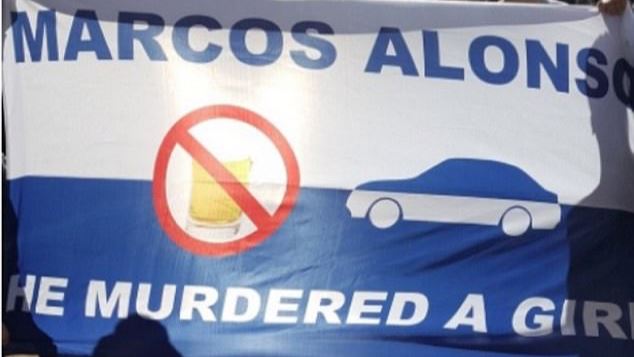 MARCOS ALONSO
HE MURDERED A GIRL